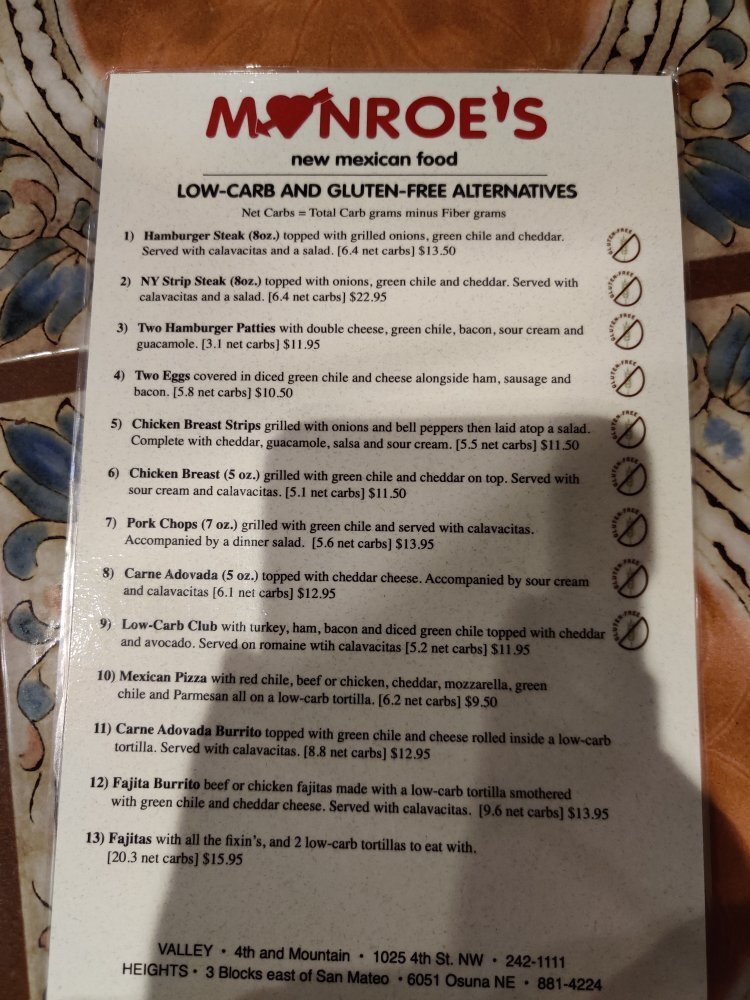 MONROE'S
new mexican food
LOW-CARB AND GLUTEN-FREE ALTERNATIVES
Net Carbs = Total Carb grams minus Fiber grams
1) Hamburger Steak (8oz.) topped with grilled onions, green chile and cheddar.
Served with calavacitas and a salad. [6.4 net carbs] $13.50
GLUTEN-FREE
2) NY Strip Steak (8oz.) topped with onions, green chile and cheddar. Served with
calavacitas and a salad. [6.4 net carbs] $22.95
GLUTEN-FREE
3) Two Hamburger Patties with double cheese, green chile, bacon, sour cream and
guacamole. [3.1 net carbs] $11.95
GLUTEN-FREE
4) Two Eggs covered in diced green chile and cheese alongside ham, sausage and
bacon. [5.8 net carbs] $10.50
GLUTEN-FREE
5) Chicken Breast Strips grilled with onions and bell peppers then laid atop a salad.
Complete with cheddar, guacamole, salsa and sour cream. [5.5 net carbs] $11.50
GLUTEN-FREE
6) Chicken Breast (5 oz.) grilled with green chile and cheddar on top. Served with
sour cream and calavacitas. [5.1 net carbs] $11.50
GLUTEN-FREE
7) Pork Chops (7 oz.) grilled with green chile and served with calavacitas.
Accompanied by a dinner salad. [5.6 net carbs] $13.95
GLUTEN-FREE
8) Carne Adovada (5 oz.) topped with cheddar cheese. Accompanied by sour cream
and calavacitas [6.1 net carbs] $12.95
GLUTEN-FREE
9) Low-Carb Club with turkey, ham, bacon and diced green chile topped with cheddar
and avocado. Served on romaine wtih calavacitas [5.2 net carbs] $11.95
GLUTEN-FREE
10) Mexican Pizza with red chile, beef or chicken, cheddar, mozzarella, green
chile and Parmesan all on a low-carb tortilla. [6.2 net carbs] $9.50
11) Carne Adovada Burrito topped with green chile and cheese rolled inside a low-carb
tortilla. Served with calavacitas. [8.8 net carbs] $12.95
12) Fajita Burrito beef or chicken fajitas made with a low-carb tortilla smothered
with green chile and cheddar cheese. Served with calavacitas. [9.6 net carbs] $13.95
13) Fajitas with all the fixin's, and 2 low-carb tortillas to eat with.
[20.3 net carbs] $15.95
VALLEY • 4th and Mountain • 1025 4th St. NW • 242-1111
HEIGHTS • 3 Blocks east of San Mateo • 6051 Osuna NE • 881-4224